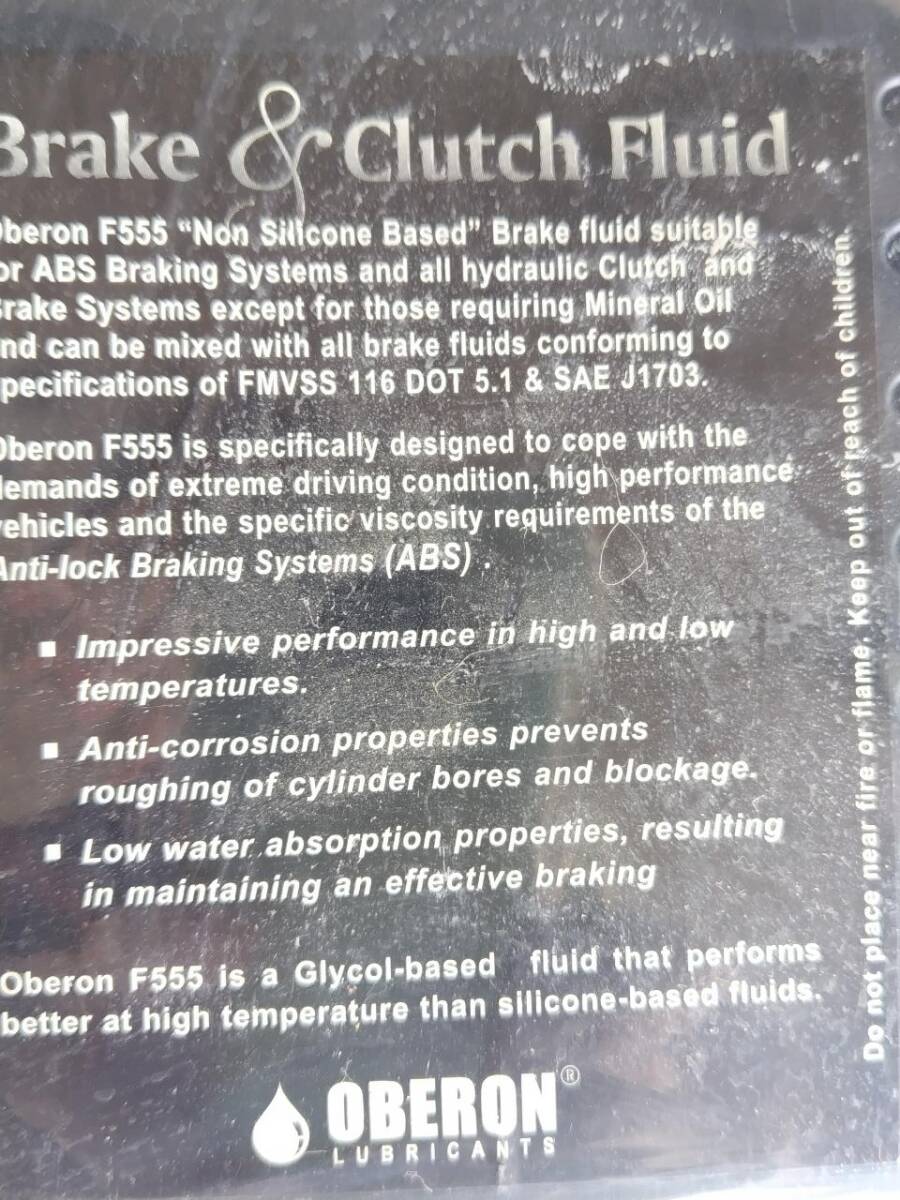 Brake & Clutch Fluid
Oberon F555 “Non Silicone Based” Brake fluid suitable
or ABS Braking Systems and all hydraulic Clutch and
Brake Systems except for those requiring Mineral Oil
nd can be mixed with all brake fluids conforming to
pecifications of FMVSS 116 DOT 5.1 & SAE J1703.
Oberon F555 is specifically designed to cope with the
demands of extreme driving condition, high performance
vehicles and the specific viscosity requirements of the
Anti-lock Braking Systems (ABS) .
▪ Impressive performance in high and low
temperatures.
▪ Anti-corrosion properties prevents
roughing of cylinder bores and blockage.
▪ Low water absorption properties, resulting
in maintaining an effective braking
Oberon F555 is a Glycol-based fluid that performs
better at high temperature than silicone-based fluids.
OBERON®
LUBRICANTS
Do not place near fire or flame. Keep out of reach of children.